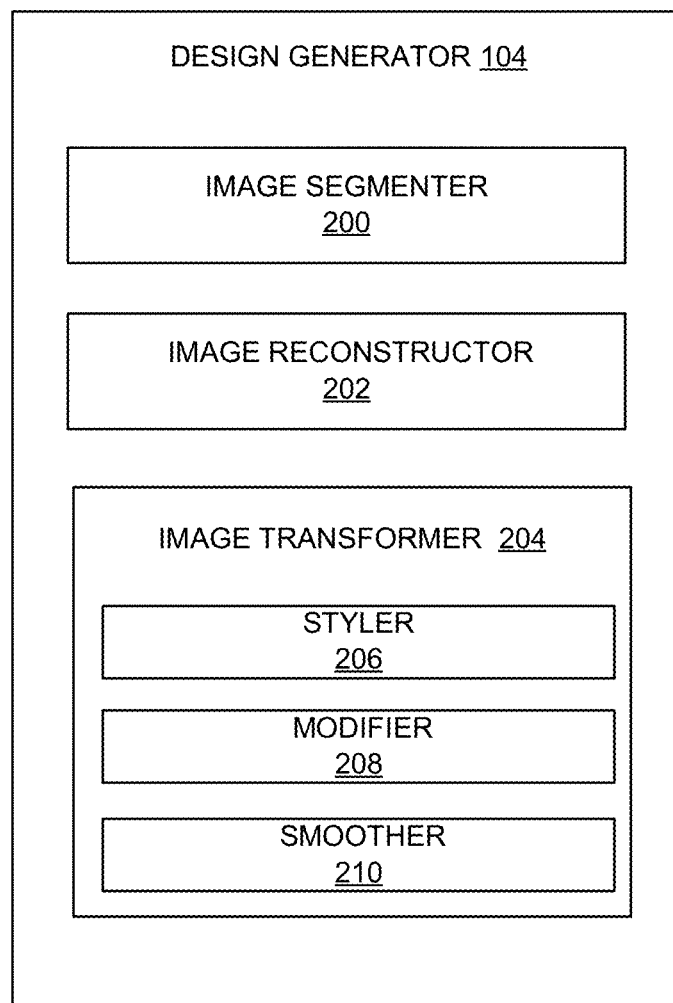 DESIGN GENERATOR 104
IMAGE SEGMENTER
200
IMAGE RECONSTRUCTOR
202
IMAGE TRANSFORMER 204
STYLER
206
MODIFIER
208
SMOOTHER
210